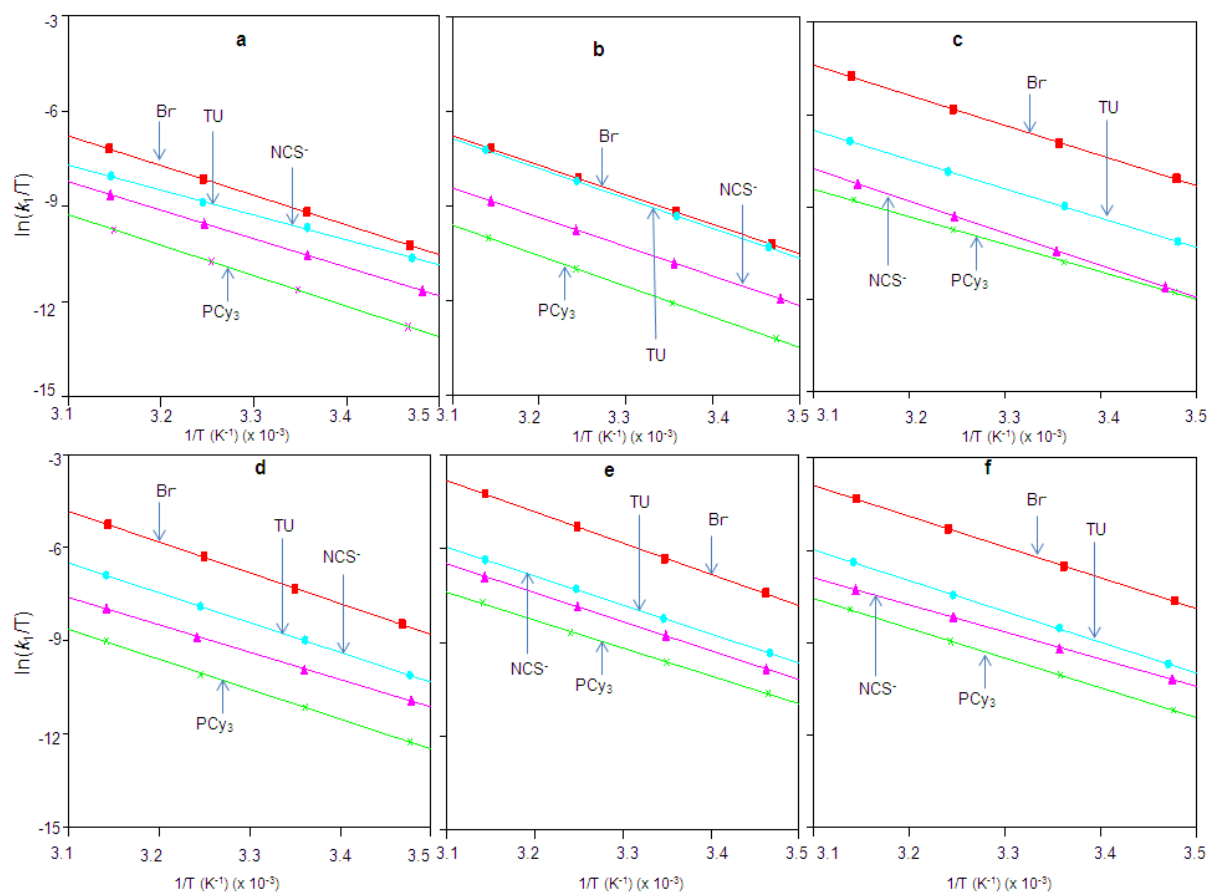 -3
-6
-9
-12
-15
ln(k₁/T)
a
Br
TU
NCS⁻
PCy₃
3.1 3.2 3.3 3.4 3.5
1/T (K⁻¹) (x 10⁻³)
b
Br
NCS⁻
PCy₃
TU
3.1 3.2 3.3 3.4 3.5
1/T (K⁻¹) (x 10⁻³)
c
Br
TU
NCS⁻
PCy₃
3.1 3.2 3.3 3.4 3.5
1/T (K⁻¹) (x 10⁻³)
-3
-6
-9
-12
-15
ln(k₁/T)
d
Br
TU
NCS⁻
PCy₃
3.1 3.2 3.3 3.4 3.5
1/T (K⁻¹) (x 10⁻³)
e
TU
Br
NCS⁻
PCy₃
3.1 3.2 3.3 3.4 3.5
1/T (K⁻¹) (x 10⁻³)
f
Br
TU
NCS⁻
PCy₃
3.1 3.2 3.3 3.4 3.5
1/T (K⁻¹) (x 10⁻³)